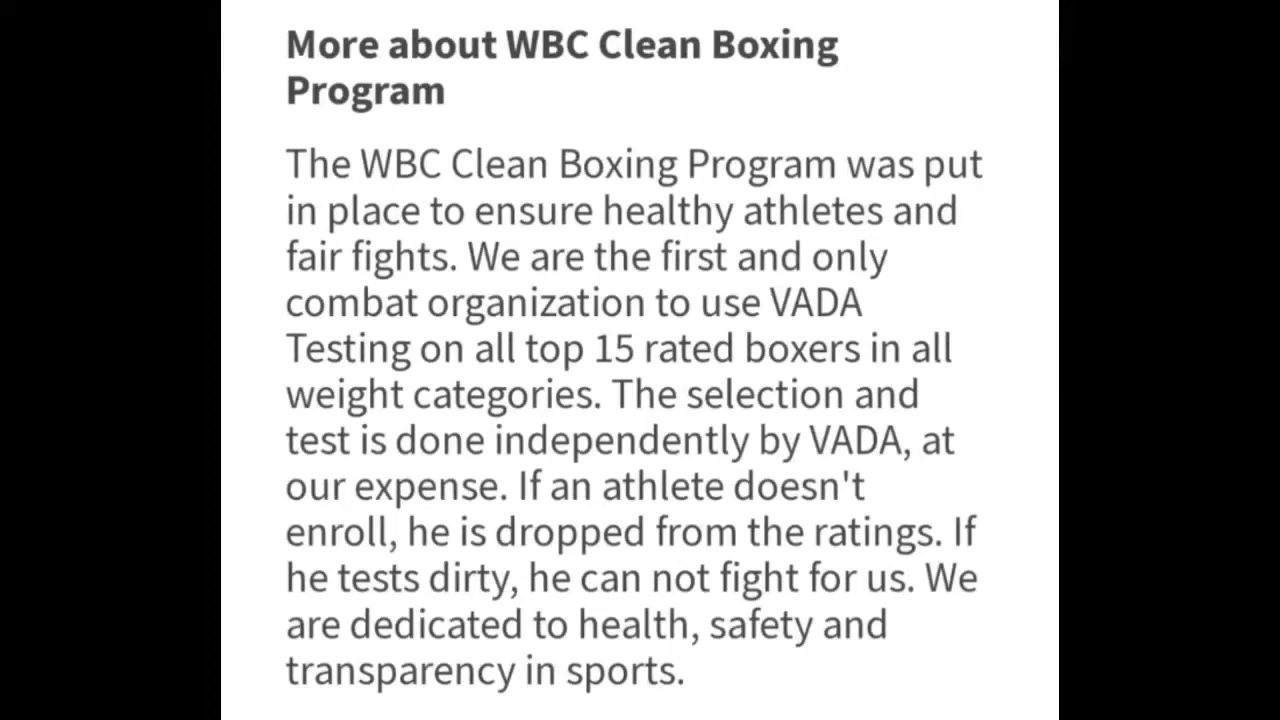 More about WBC Clean Boxing
Program
The WBC Clean Boxing Program was put
in place to ensure healthy athletes and
fair fights. We are the first and only
combat organization to use VADA
Testing on all top 15 rated boxers in all
weight categories. The selection and
test is done independently by VADA, at
our expense. If an athlete doesn't
enroll, he is dropped from the ratings. If
he tests dirty, he can not fight for us. We
are dedicated to health, safety and
transparency in sports.